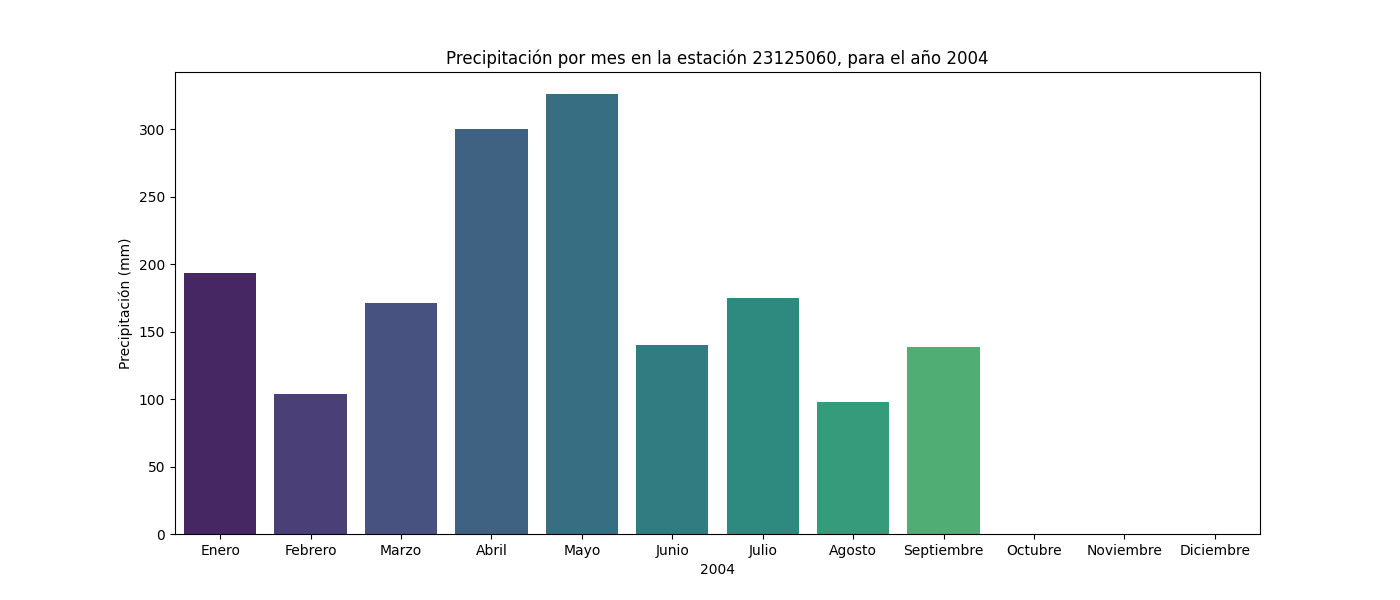 Precipitación por mes en la estación 23125060, para el año 2004
Precipitación (mm)
300
250
200
150
100
50
0
Enero Febrero Marzo Abril Mayo Junio Julio Agosto Septiembre Octubre Noviembre Diciembre
2004